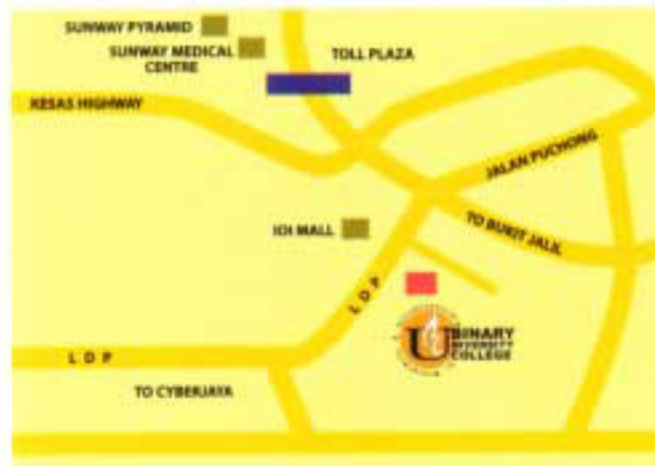 SUNWAY PYRAMID
SUNWAY MEDICAL
CENTRE
TOLL PLAZA
KESAS HIGHWAY
JALAN PUCHONG
TO BUKIT JALIL
IOI MALL
L D P
BINARY
UNIVERSITY
COLLEGE
L D P
TO CYBERJAYA